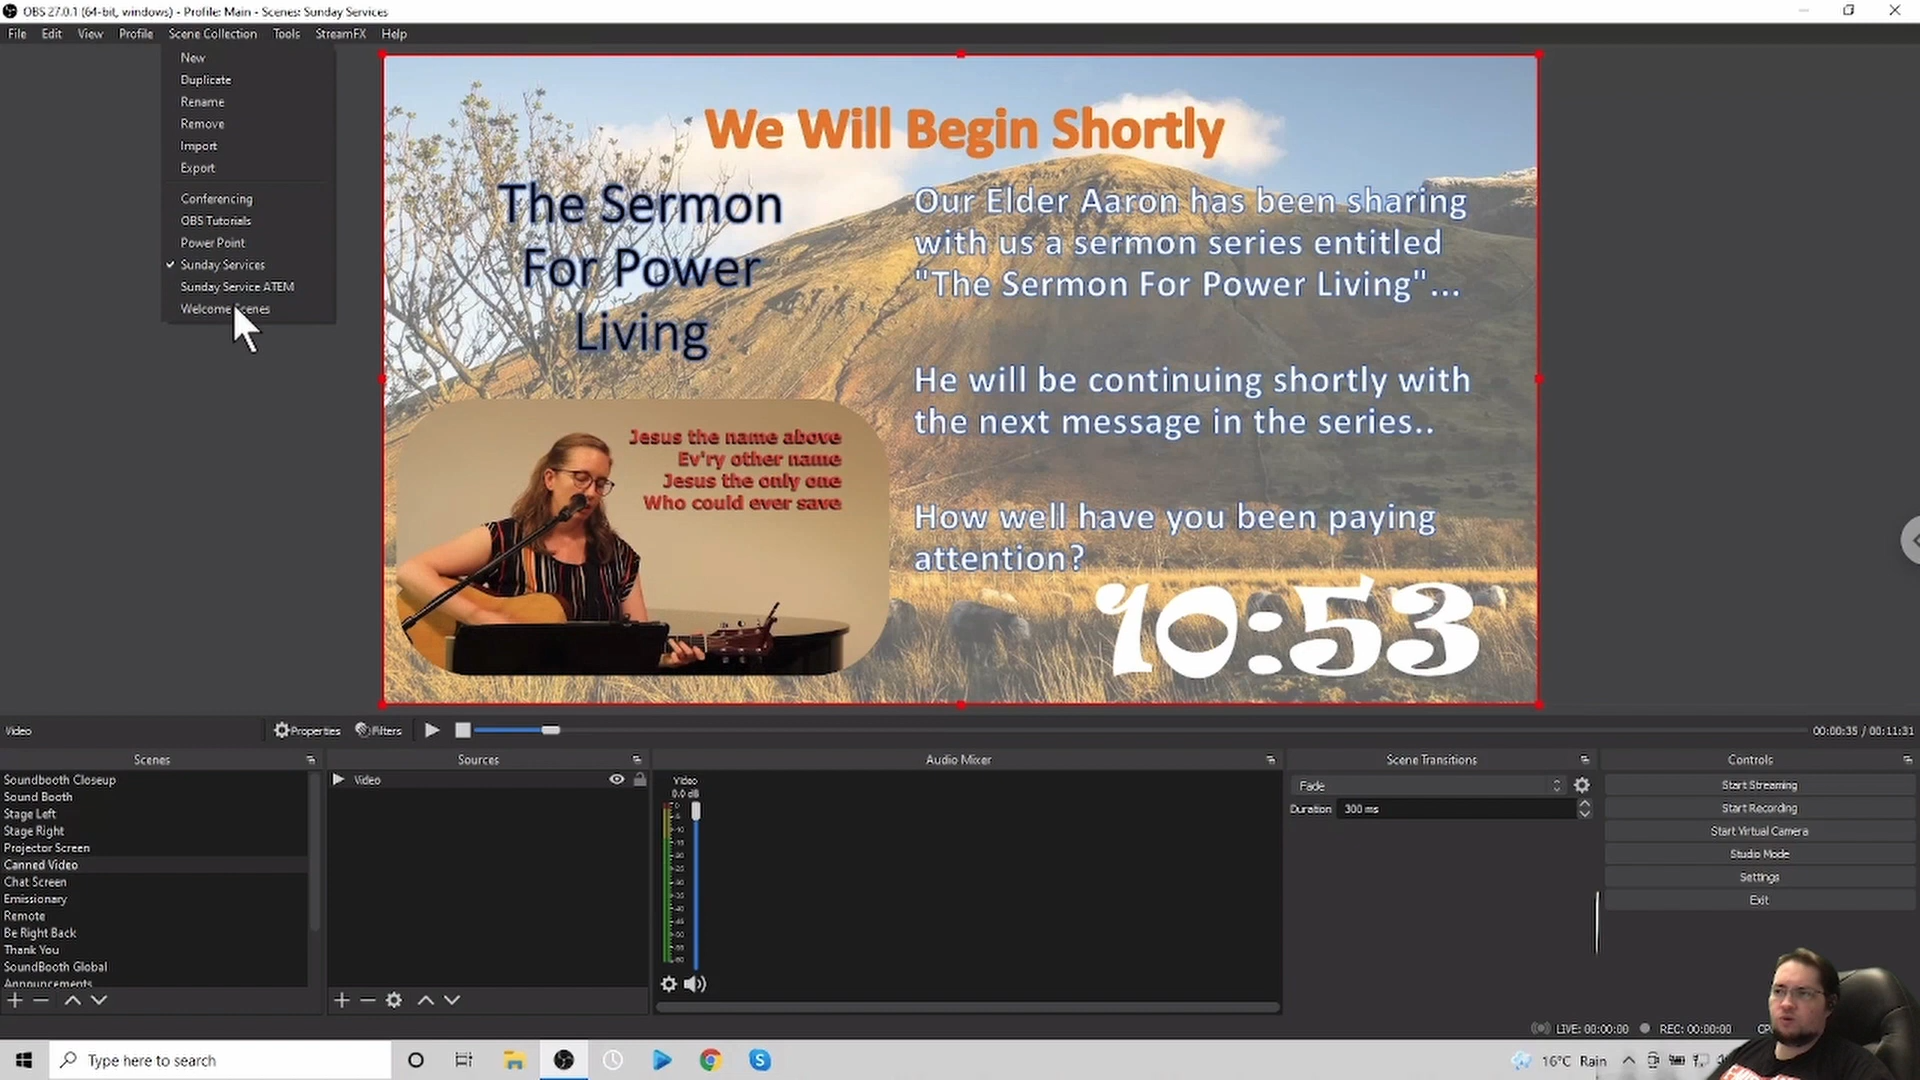 OBS 27.0.1 (64-bit, windows) - Profile: Main - Scenes: Sunday Services
File Edit View Profile Scene Collection Tools StreamFX Help
New
Duplicate
Rename
Remove
Import
Export
Conferencing
OBS Tutorials
Power Point
Sunday Services
Sunday Service ATEM
Welcome Scenes
We Will Begin Shortly
The Sermon
For Power
Living
Our Elder Aaron has been sharing
with us a sermon series entitled
"The Sermon For Power Living"...
He will be continuing shortly with
the next message in the series..
How well have you been paying
attention?
Jesus the name above
Ev'ry other name
Jesus the only one
Who could ever save
10:53
Video Properties Filters 00:00:35 / 00:11:31
Scenes
Soundbooth Closeup
Sound Booth
Stage Left
Stage Right
Projector Screen
Canned Video
Chat Screen
Emissionary
Remote
Be Right Back
Thank You
SoundBooth Global
Announcements
Sources
Video
Audio Mixer
Video
0.0 dB
Scene Transitions
Fade
Duration 300 ms
Controls
Start Streaming
Start Recording
Start Virtual Camera
Studio Mode
Settings
Exit
LIVE: 00:00:00 REC: 00:00:00
Type here to search
16°C Rain